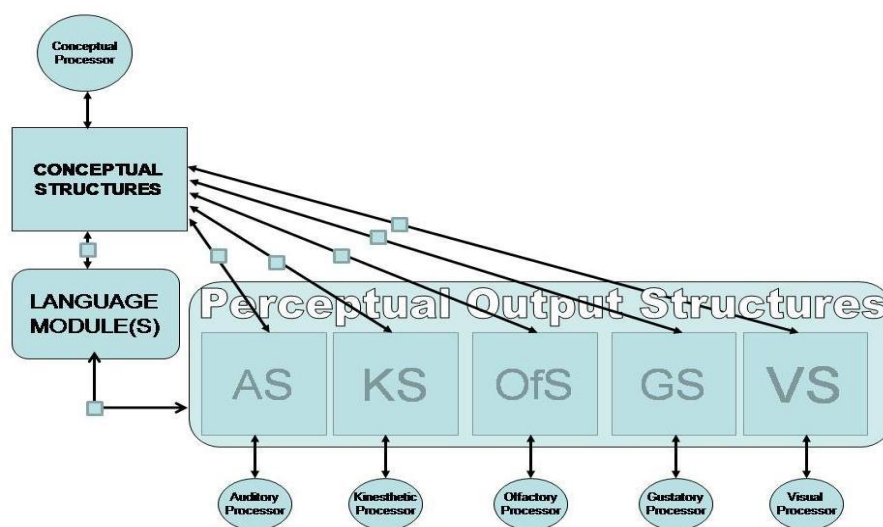 Conceptual
Processor
CONCEPTUAL
STRUCTURES
LANGUAGE
MODULE(S)
Perceptual Output Structures
AS
KS
OfS
GS
VS
Auditory
Processor
Kinesthetic
Processor
Olfactory
Processor
Gustatory
Processor
Visual
Processor